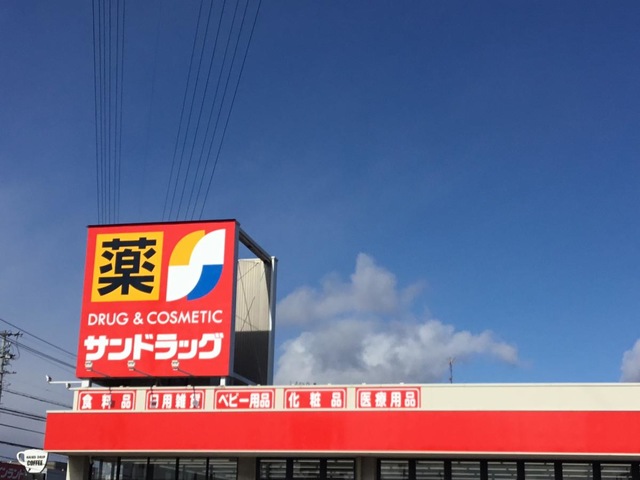 薬
DRUG & COSMETIC
サンドラッグ
食料品
日用雑貨
ベビー用品
化粧品
医療用品
COFFEE